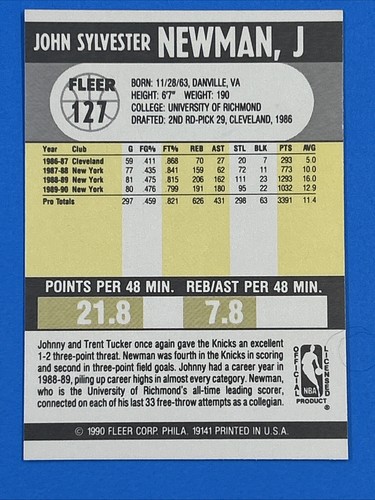 JOHN SYLVESTER NEWMAN, J
FLEER
127
BORN: 11/28/63, DANVILLE, VA
HEIGHT: 6'7" WEIGHT: 190
COLLEGE: UNIVERSITY OF RICHMOND
DRAFTED: 2ND RD-PICK 29, CLEVELAND, 1986
Year Club G FG% FT% REB AST STL BLK PTS AVG
1986-87 Cleveland 59 .411 .868 70 27 20 7 293 5.0
1987-88 New York 77 .435 .841 159 62 72 11 773 10.0
1988-89 New York 81 .475 .815 206 162 111 23 1293 16.0
1989-90 New York 80 .476 .799 191 180 95 22 1032 12.9
Pro Totals 297 .459 .821 626 431 298 63 3391 11.4
POINTS PER 48 MIN. REB/AST PER 48 MIN.
21.8 7.8
Johnny and Trent Tucker once again gave the Knicks an excellent
1-2 three-point threat. Newman was fourth in the Knicks in scoring
and second in three-point field goals. Johnny had a career year in
1988-89, piling up career highs in almost every category. Newman,
who is the University of Richmond's all-time leading scorer,
connected on each of his last 33 free-throw attempts as a collegian.
OFFICIAL LICENSED
NBA
PRODUCT ®
© 1990 FLEER CORP. PHILA. 19141 PRINTED IN U.S.A.